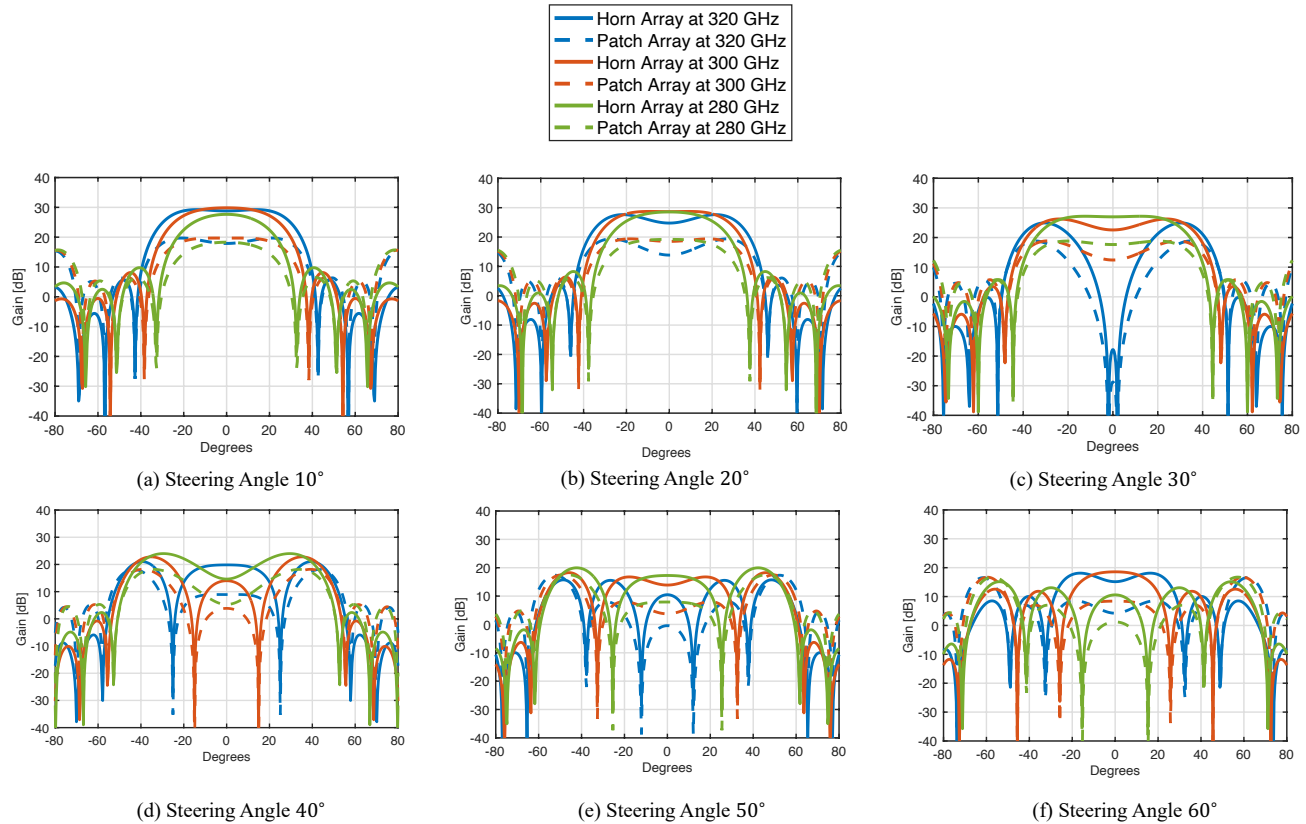 Horn Array at 320 GHz
Patch Array at 320 GHz
Horn Array at 300 GHz
Patch Array at 300 GHz
Horn Array at 280 GHz
Patch Array at 280 GHz
40
30
20
10
0
-10
-20
-30
-40
Gain [dB]
-80 -60 -40 -20 0 20 40 60 80
Degrees
(a) Steering Angle 10°
40
30
20
10
0
-10
-20
-30
-40
Gain [dB]
-80 -60 -40 -20 0 20 40 60 80
Degrees
(b) Steering Angle 20°
40
30
20
10
0
-10
-20
-30
-40
Gain [dB]
-80 -60 -40 -20 0 20 40 60 80
Degrees
(c) Steering Angle 30°
40
30
20
10
0
-10
-20
-30
-40
Gain [dB]
-80 -60 -40 -20 0 20 40 60 80
Degrees
(d) Steering Angle 40°
40
30
20
10
0
-10
-20
-30
-40
Gain [dB]
-80 -60 -40 -20 0 20 40 60 80
Degrees
(e) Steering Angle 50°
40
30
20
10
0
-10
-20
-30
-40
Gain [dB]
-80 -60 -40 -20 0 20 40 60 80
Degrees
(f) Steering Angle 60°